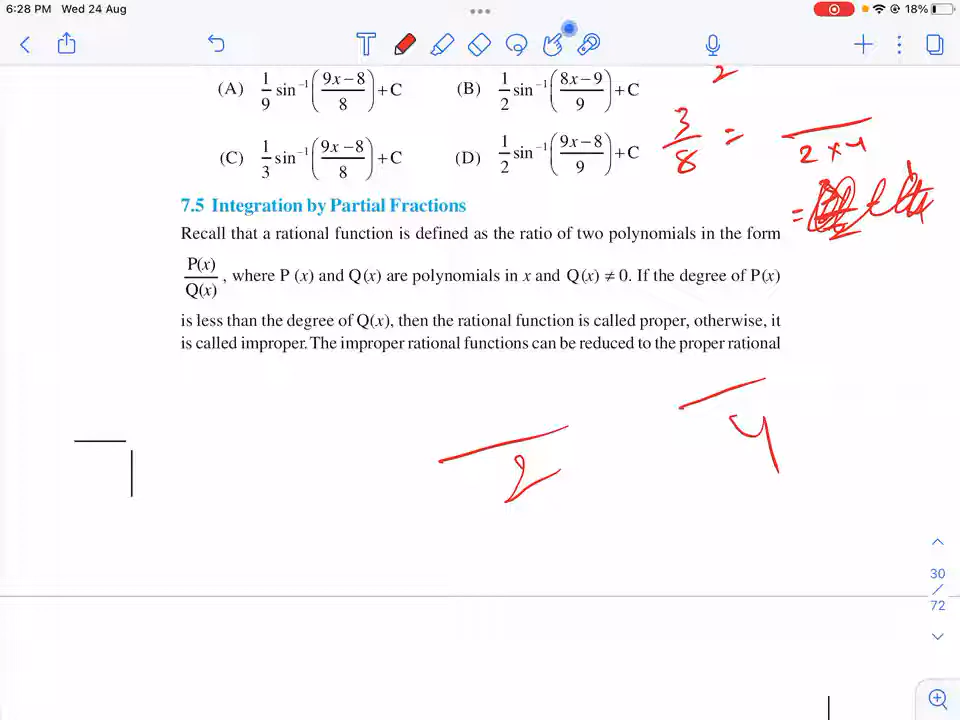 6:28 PM Wed 24 Aug
18%
2
(A) 1/9 sin⁻¹((9x−8)/8)+C (B) 1/2 sin⁻¹((8x−9)/9)+C
3/8 = /2×4
(C) 1/3 sin⁻¹((9x−8)/8)+C (D) 1/2 sin⁻¹((9x−8)/9)+C
=
7.5 Integration by Partial Fractions
Recall that a rational function is defined as the ratio of two polynomials in the form
P(x)/Q(x), where P (x) and Q(x) are polynomials in x and Q(x) ≠ 0. If the degree of P(x)
is less than the degree of Q(x), then the rational function is called proper, otherwise, it
is called improper. The improper rational functions can be reduced to the proper rational
2 4
30
/
72